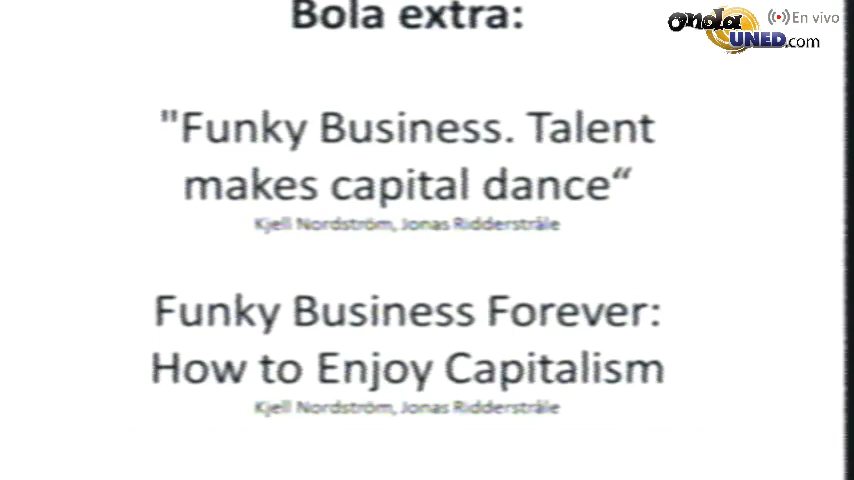 Bola extra:
onda
UNED.com
En vivo
"Funky Business. Talent
makes capital dance“
Kjell Nordström, Jonas Ridderstråle
Funky Business Forever:
How to Enjoy Capitalism
Kjell Nordström, Jonas Ridderstråle